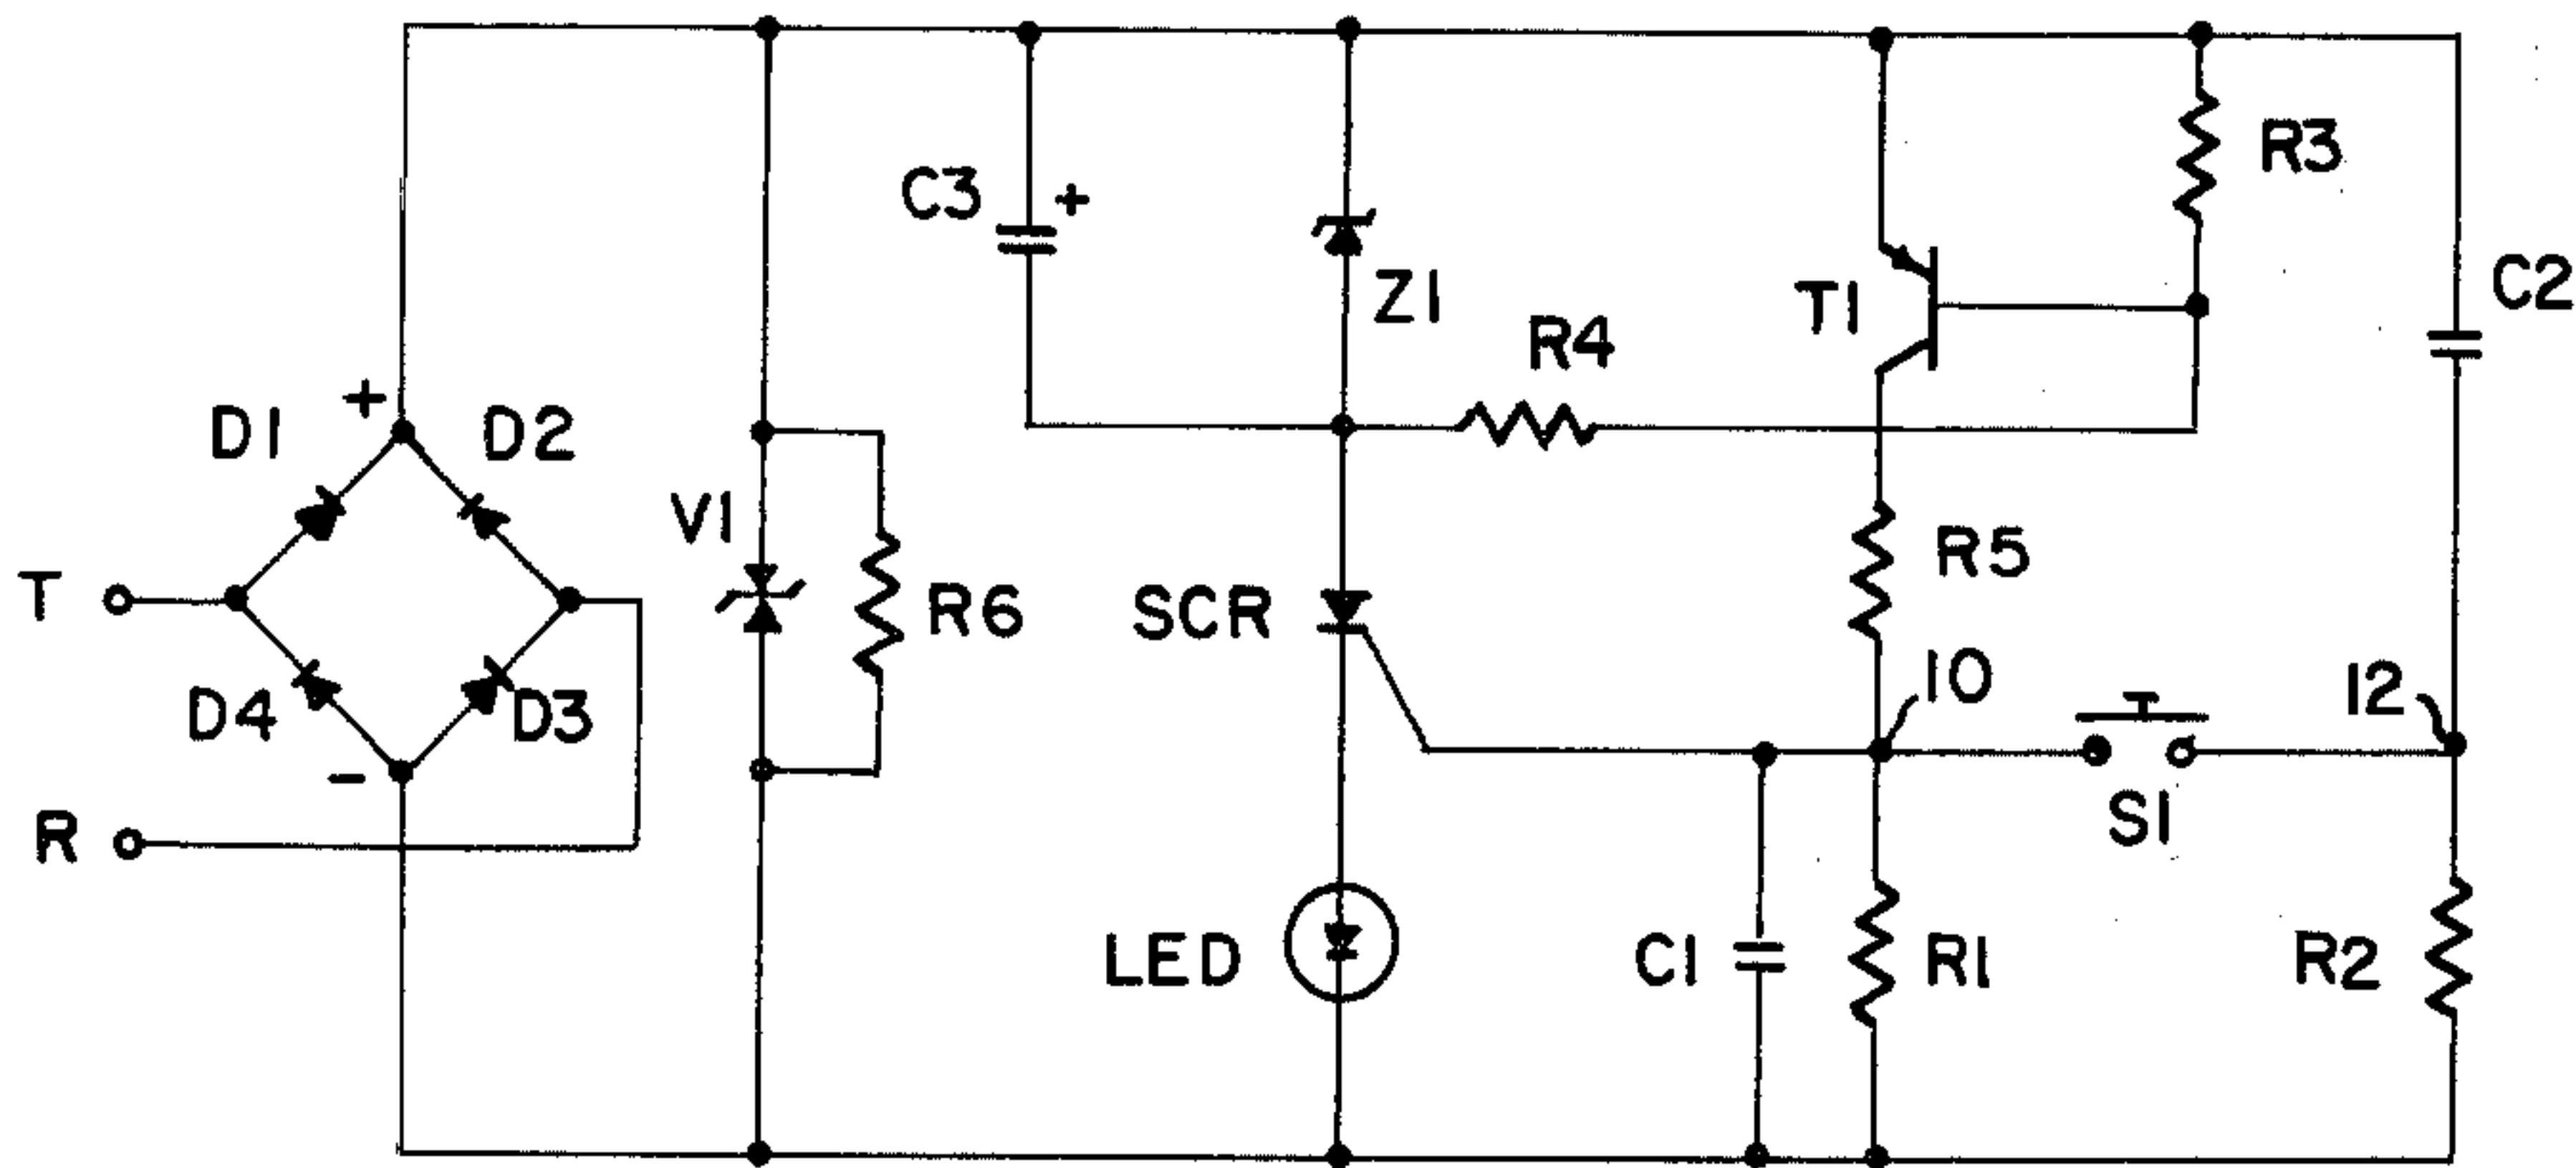 C3
+
Z1
R4
T1
R3
C2
+
D1
D2
V1
R6
SCR
R5
10
12
T
D4
D3
-
R
S1
LED
C1
R1
R2